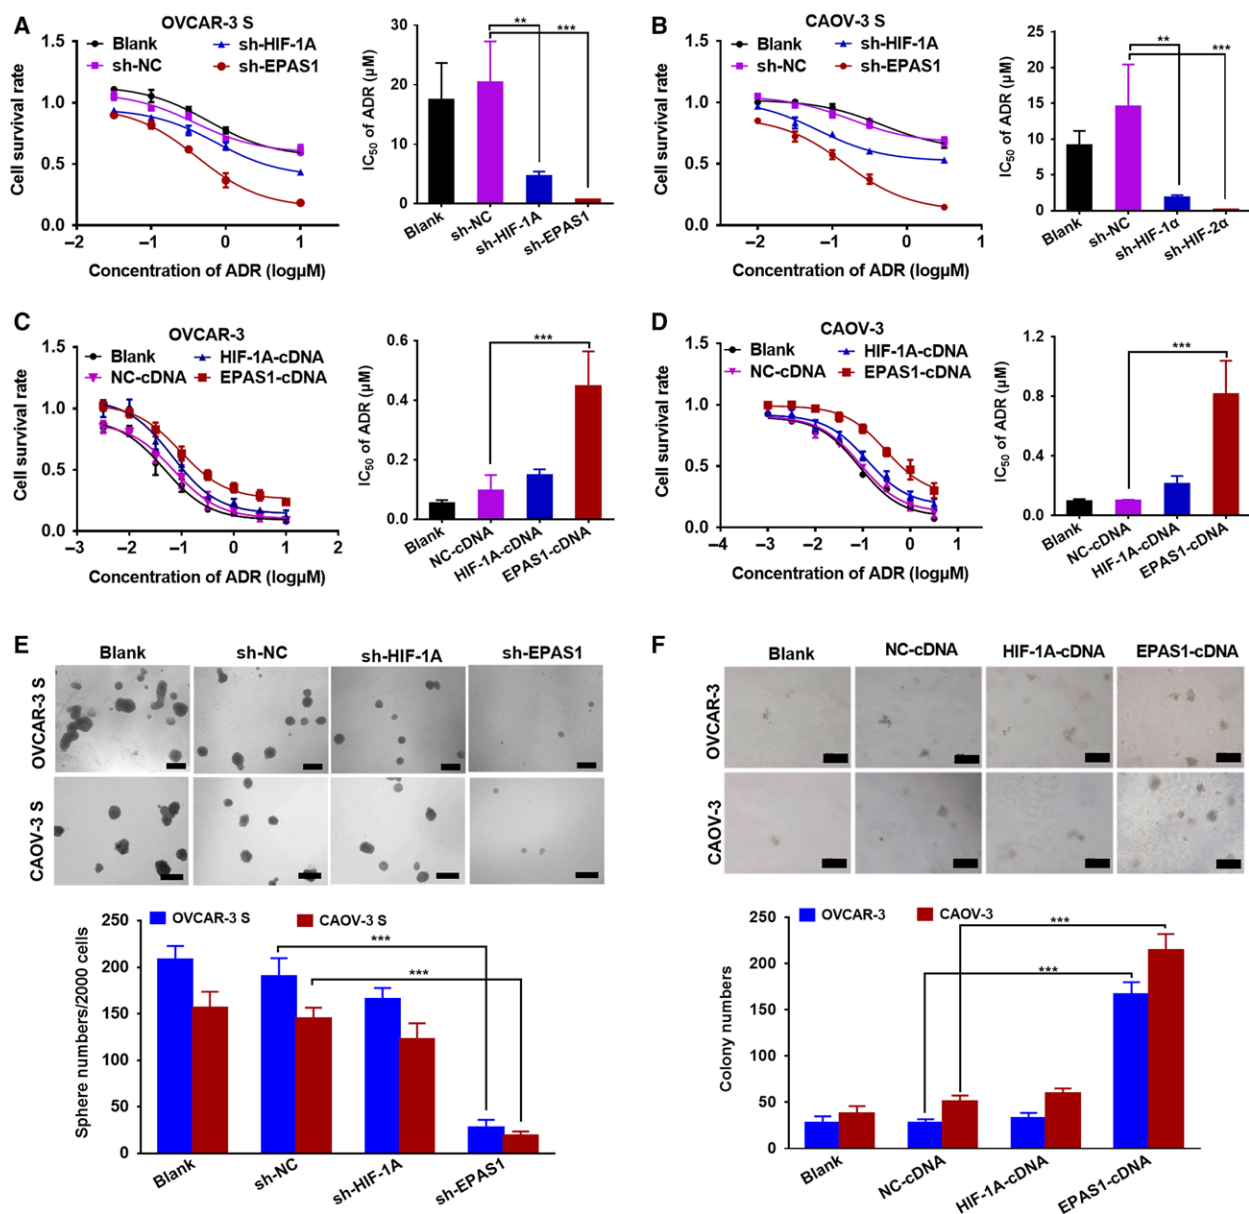 A
OVCAR-3 S
Blank
sh-NC
sh-HIF-1A
sh-EPAS1
Cell survival rate
1.5
1.0
0.5
0.0
−2 −1 0 1
Concentration of ADR (logµM)
IC50 of ADR (µM)
30
20
10
0
** ***
Blank sh-NC sh-HIF-1A sh-EPAS1
B
CAOV-3 S
Blank
sh-NC
sh-HIF-1A
sh-EPAS1
Cell survival rate
1.5
1.0
0.5
0.0
−2 −1 0
Concentration of ADR (logµM)
IC50 of ADR (µM)
25
20
15
10
5
0
** ***
Blank sh-NC sh-HIF-1α sh-HIF-2α
C
OVCAR-3
Blank
NC-cDNA
HIF-1A-cDNA
EPAS1-cDNA
Cell survival rate
1.5
1.0
0.5
0.0
−3 −2 −1 0 1 2
Concentration of ADR (logµM)
IC50 of ADR (µM)
0.6
0.4
0.2
0.0
***
Blank NC-cDNA HIF-1A-cDNA EPAS1-cDNA
D
CAOV-3
Blank
NC-cDNA
HIF-1A-cDNA
EPAS1-cDNA
Cell survival rate
1.5
1.0
0.5
0.0
−4 −3 −2 −1 0 1
Concentration of ADR (logµM)
IC50 of ADR (µM)
1.2
0.8
0.4
0.0
***
Blank NC-cDNA HIF-1A-cDNA EPAS1-cDNA
E
Blank sh-NC sh-HIF-1A sh-EPAS1
OVCAR-3 S
CAOV-3 S
OVCAR-3 S CAOV-3 S
Sphere numbers/2000 cells
250
200
150
100
50
0
***
***
Blank sh-NC sh-HIF-1A sh-EPAS1
F
Blank NC-cDNA HIF-1A-cDNA EPAS1-cDNA
OVCAR-3
CAOV-3
OVCAR-3 CAOV-3
Colony numbers
250
200
150
100
50
0
***
***
Blank NC-cDNA HIF-1A-cDNA EPAS1-cDNA